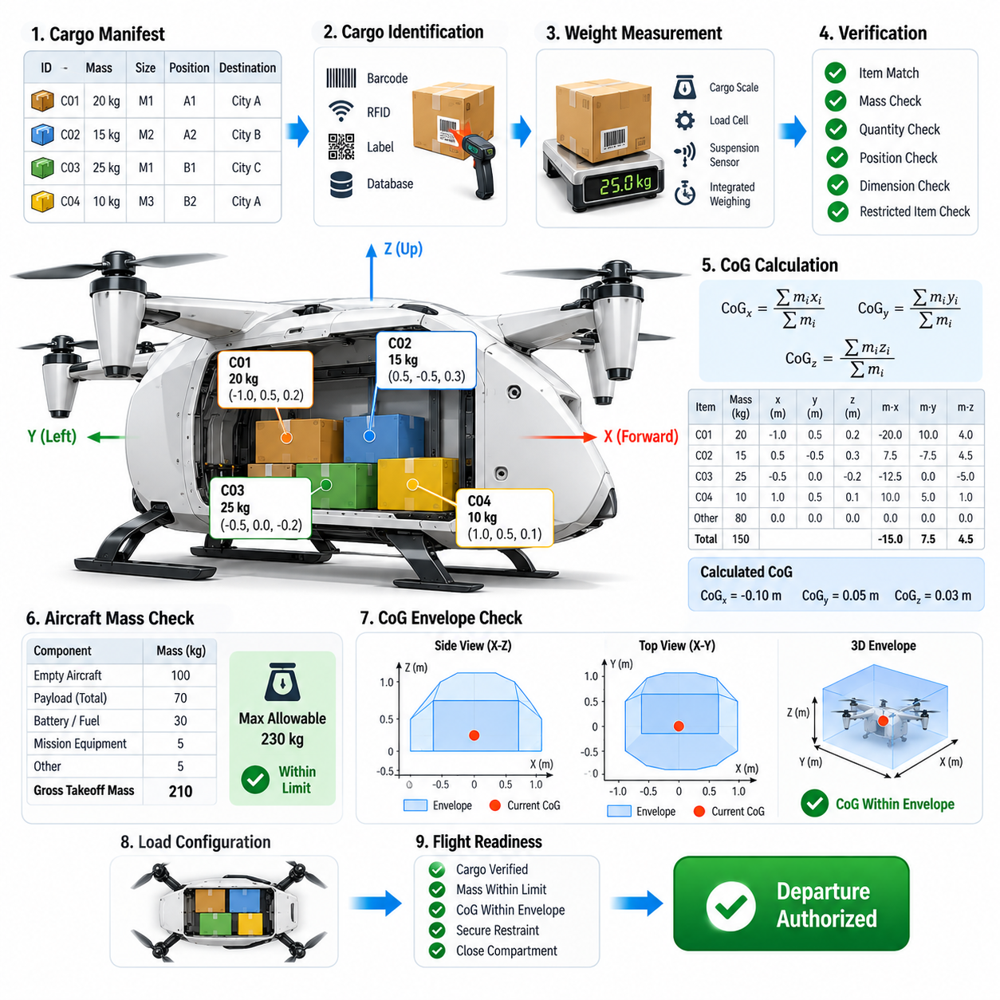 1. Cargo Manifest
ID - Mass Size Position Destination
C01 20 kg M1 A1 City A
C02 15 kg M2 A2 City B
C03 25 kg M1 B1 City C
C04 10 kg M3 B2 City A
2. Cargo Identification
Barcode
RFID
Label
Database
3. Weight Measurement
25.0 kg
Cargo Scale
Load Cell
Suspension
Sensor
Integrated
Weighing
4. Verification
Item Match
Mass Check
Quantity Check
Position Check
Dimension Check
Restricted Item Check
Z (Up)
Y (Left)
X (Forward)
C01
20 kg
(-1.0, 0.5, 0.2)
C02
15 kg
(0.5, -0.5, 0.3)
C03
25 kg
(-0.5, 0.0, -0.2)
C04
10 kg
(1.0, 0.5, 0.1)
5. CoG Calculation
CoGx = ∑ mixi / ∑ mi
CoGy = ∑ miyi / ∑ mi
CoGz = ∑ mizi / ∑ mi
Item Mass (kg) x (m) y (m) z (m) m·x m·y m·z
C01 20 -1.0 0.5 0.2 -20.0 10.0 4.0
C02 15 0.5 -0.5 0.3 7.5 -7.5 4.5
C03 25 -0.5 0.0 -0.2 -12.5 0.0 -5.0
C04 10 1.0 0.5 0.1 10.0 5.0 1.0
Other 80 0.0 0.0 0.0 0.0 0.0 0.0
Total 150 -15.0 7.5 4.5
Calculated CoG
CoGx = -0.10 m CoGy = 0.05 m CoGz = 0.03 m
6. Aircraft Mass Check
Component Mass (kg)
Empty Aircraft 100
Payload (Total) 70
Battery / Fuel 30
Mission Equipment 5
Other 5
Gross Takeoff Mass 210
Max Allowable
230 kg
Within
Limit
7. CoG Envelope Check
Side View (X-Z)
Z (m)
1.0
0.5
0
-0.5
X (m)
0 -0.5 0 0.5 1.0
Envelope Current CoG
Top View (X-Y)
Y (m)
1.0
0.5
0
-0.5
-1.0
X (m)
-1.0 -0.5 0 0.5 1.0
Envelope Current CoG
3D Envelope
Z (m)
Y (m)
X (m)
CoG Within Envelope
8. Load Configuration
9. Flight Readiness
Cargo Verified
Mass Within Limit
CoG Within Envelope
Secure Restraint
Close Compartment
Departure
Authorized